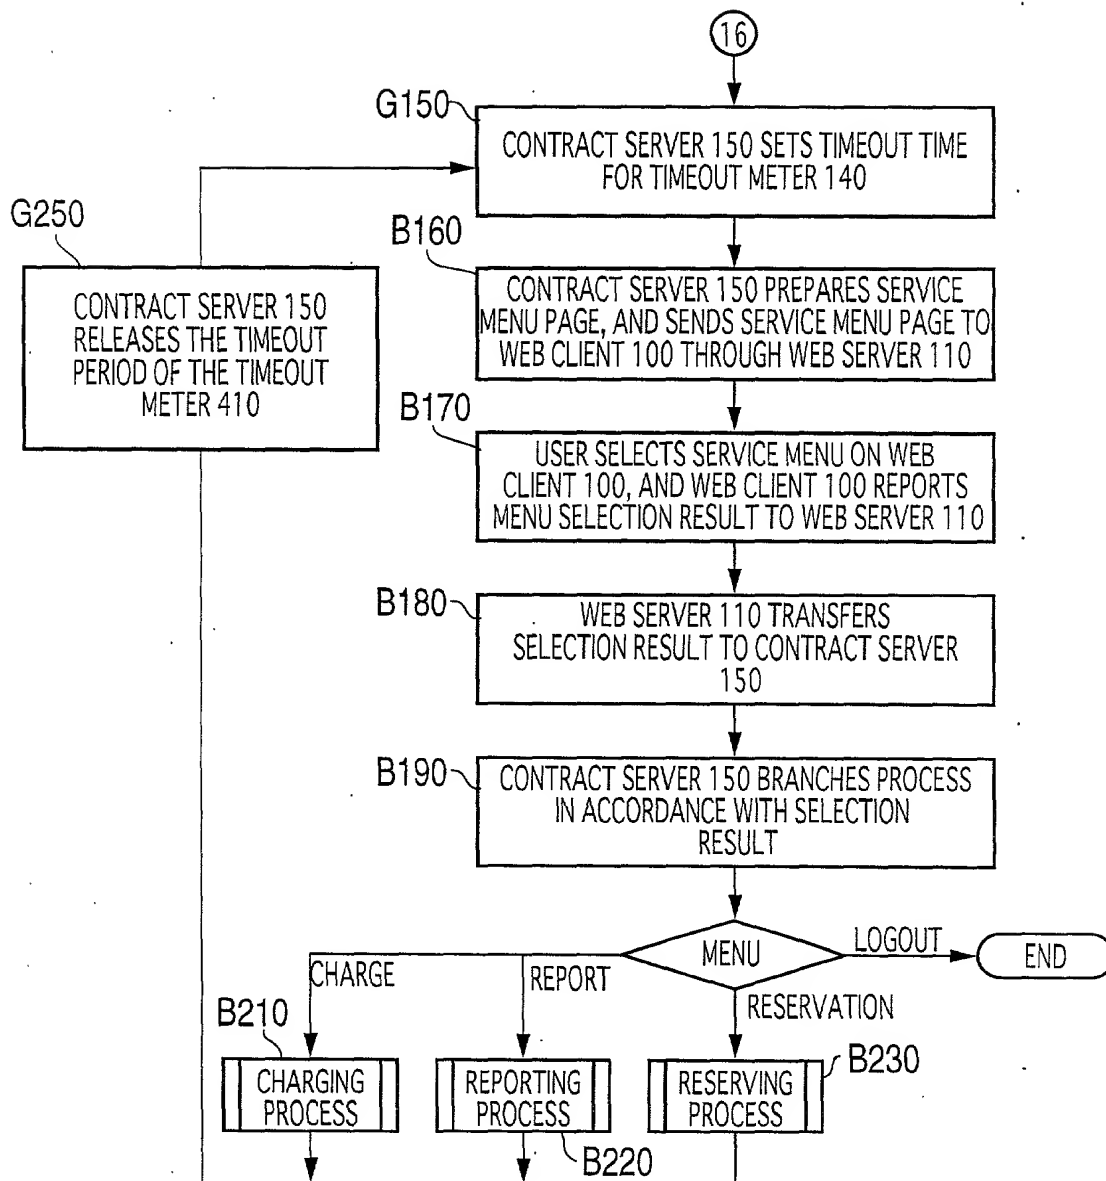 16
G150
CONTRACT SERVER 150 SETS TIMEOUT TIME
FOR TIMEOUT METER 140
G250
CONTRACT SERVER 150
RELEASES THE TIMEOUT
PERIOD OF THE TIMEOUT
METER 410
B160
CONTRACT SERVER 150 PREPARES SERVICE
MENU PAGE, AND SENDS SERVICE MENU PAGE TO
WEB CLIENT 100 THROUGH WEB SERVER 110
B170
USER SELECTS SERVICE MENU ON WEB
CLIENT 100, AND WEB CLIENT 100 REPORTS
MENU SELECTION RESULT TO WEB SERVER 110
B180
WEB SERVER 110 TRANSFERS
SELECTION RESULT TO CONTRACT SERVER
150
B190
CONTRACT SERVER 150 BRANCHES PROCESS
IN ACCORDANCE WITH SELECTION
RESULT
MENU
LOGOUT
END
CHARGE
REPORT
RESERVATION
B210
CHARGING
PROCESS
REPORTING
PROCESS
B220
RESERVING
PROCESS
B230